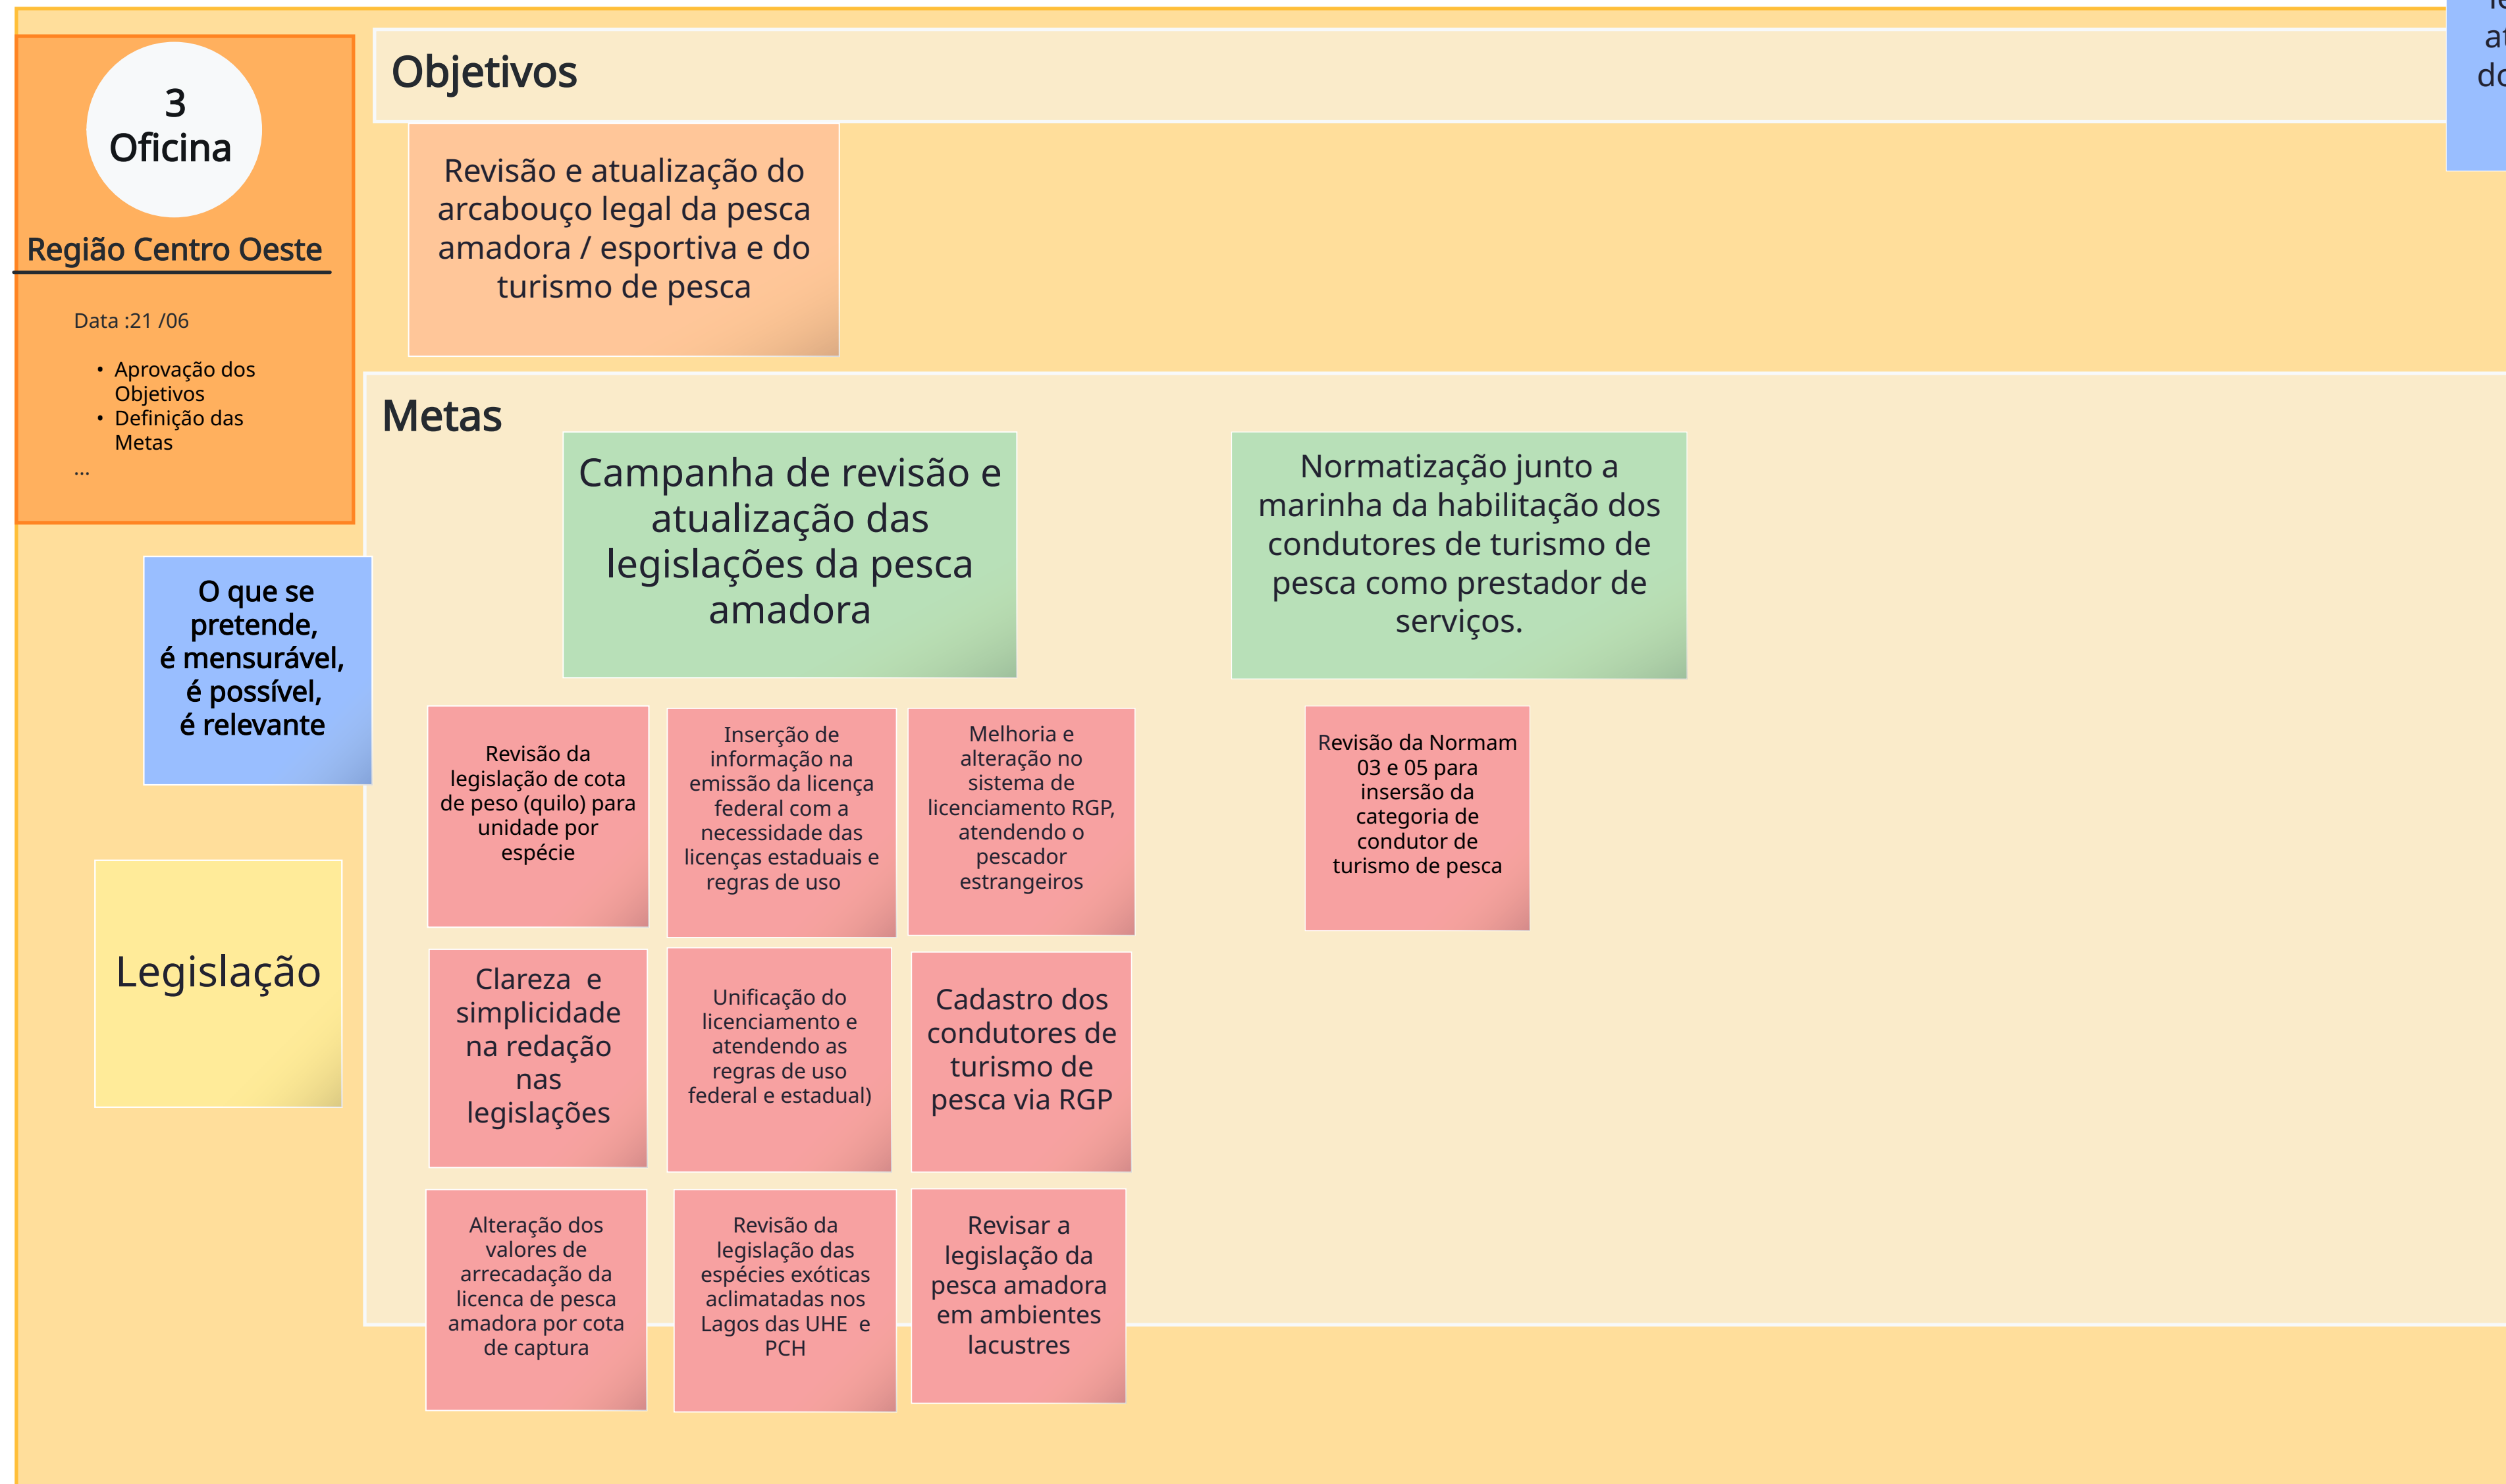 3
Oficina
Região Centro Oeste
Data :21 /06
• Aprovação dos
Objetivos
• Definição das
Metas
...
O que se
pretende,
é mensurável,
é possível,
é relevante
Legislação
Objetivos
Revisão e atualização do
arcabouço legal da pesca
amadora / esportiva e do
turismo de pesca
Metas
Campanha de revisão e
atualização das
legislações da pesca
amadora
Normatização junto a
marinha da habilitação dos
condutores de turismo de
pesca como prestador de
serviços.
Revisão da
legislação de cota
de peso (quilo) para
unidade por
espécie
Inserção de
informação na
emissão da licença
federal com a
necessidade das
licenças estaduais e
regras de uso
Melhoria e
alteração no
sistema de
licenciamento RGP,
atendendo o
pescador
estrangeiros
Revisão da Normam
03 e 05 para
insersão da
categoria de
condutor de
turismo de pesca
Clareza  e
simplicidade
na redação
nas
legislações
Unificação do
licenciamento e
atendendo as
regras de uso
federal e estadual)
Cadastro dos
condutores de
turismo de
pesca via RGP
Alteração dos
valores de
arrecadação da
licenca de pesca
amadora por cota
de captura
Revisão da
legislação das
espécies exóticas
aclimatadas nos
Lagos das UHE  e
PCH
Revisar a
legislação da
pesca amadora
em ambientes
lacustres